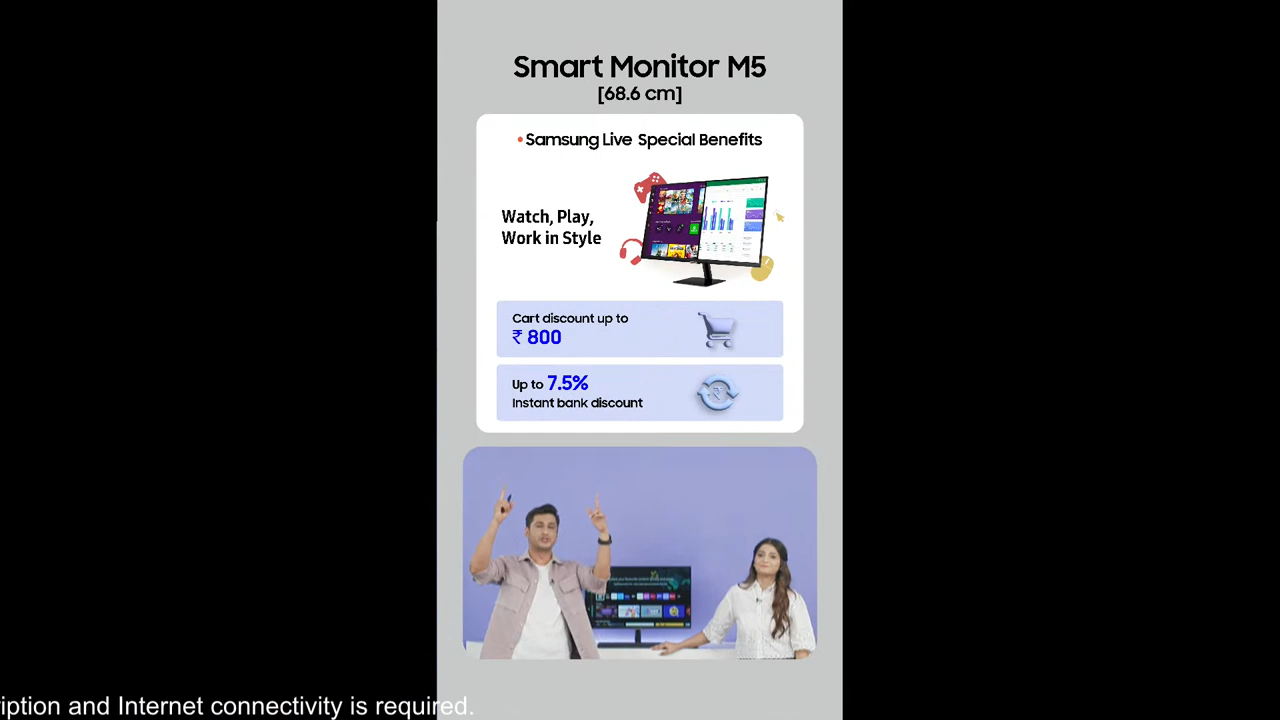 Smart Monitor M5
[68.6 cm]
• Samsung Live Special Benefits
Watch, Play,
Work in Style
Cart discount up to
₹ 800
Up to 7.5%
Instant bank discount
ription and Internet connectivity is required.